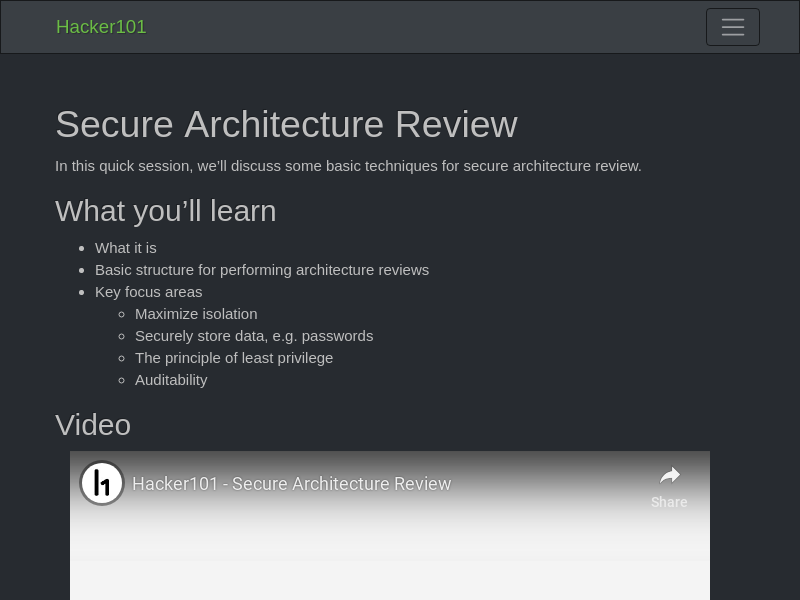 Hacker101
Secure Architecture Review
In this quick session, we’ll discuss some basic techniques for secure architecture review.
What you’ll learn
What it is
Basic structure for performing architecture reviews
Key focus areas
Maximize isolation
Securely store data, e.g. passwords
The principle of least privilege
Auditability
Video
h1
Hacker101 - Secure Architecture Review
Share